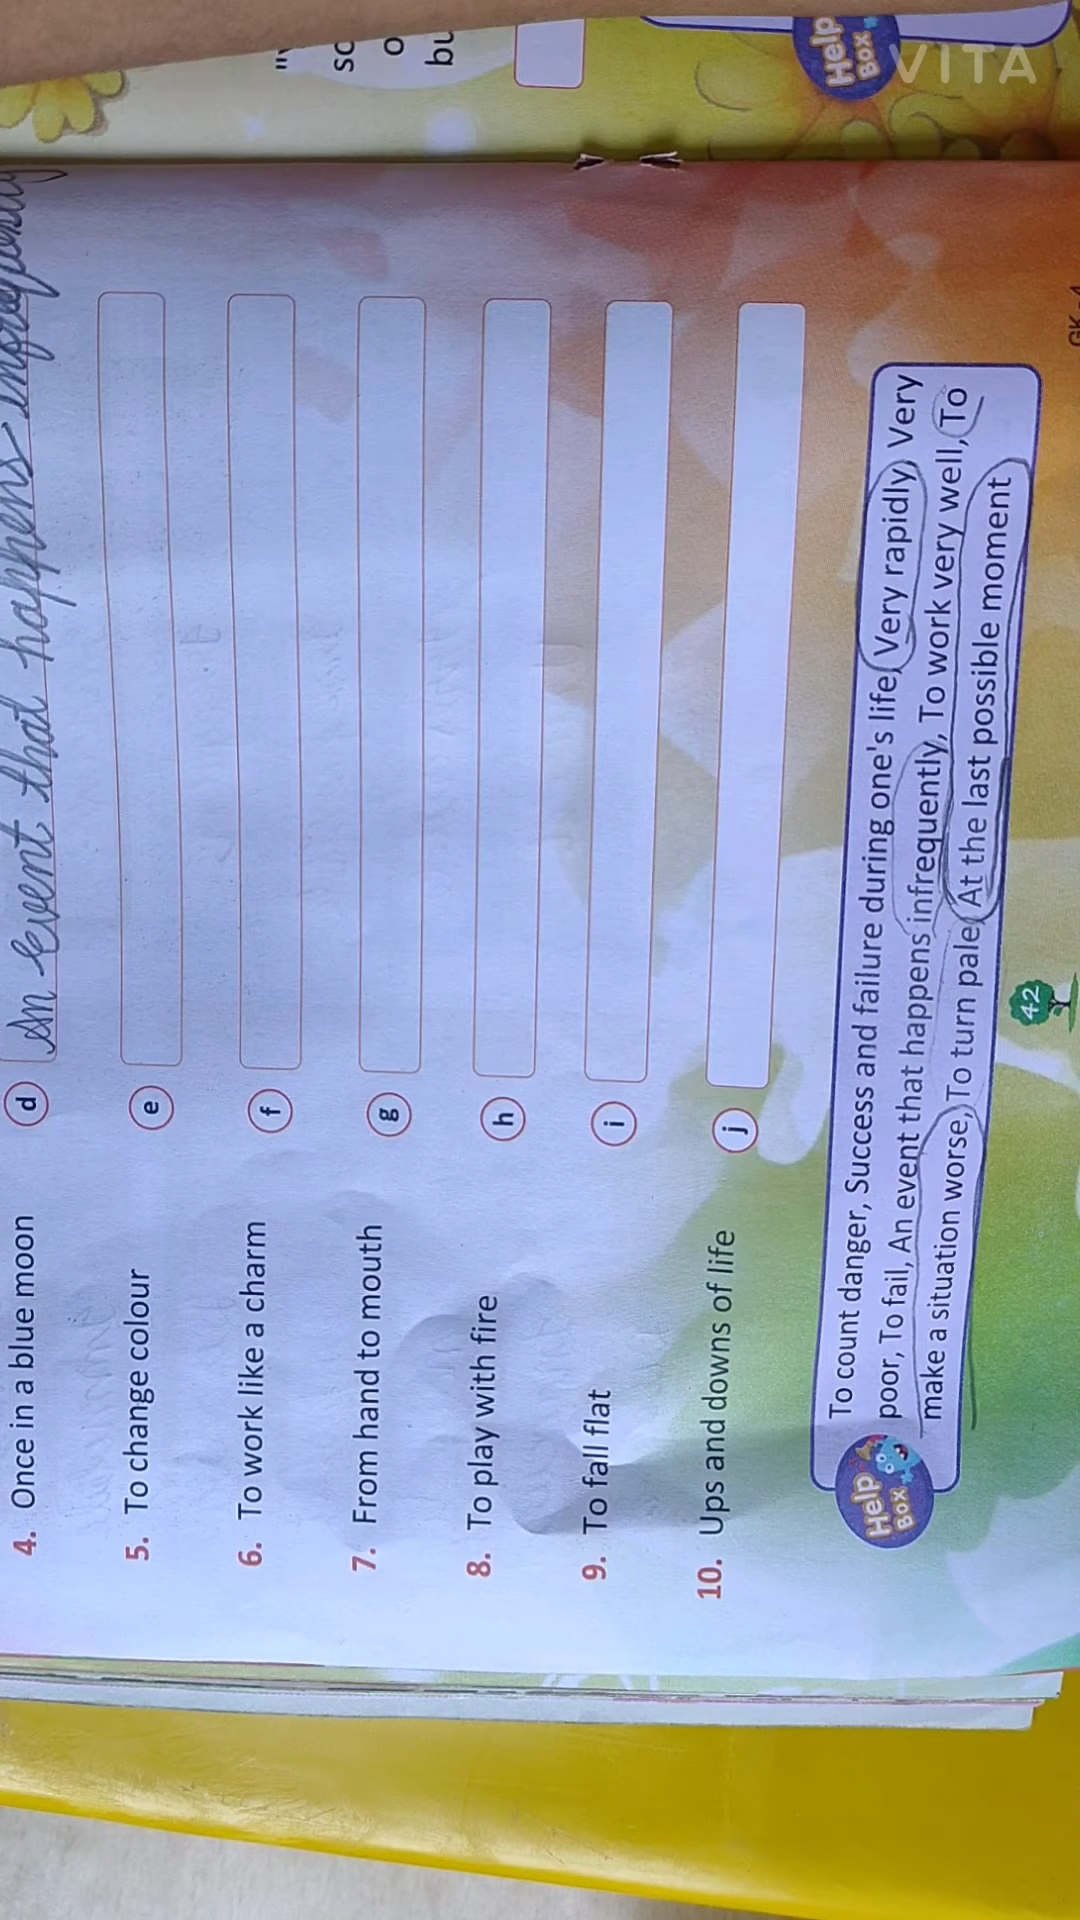 4. Once in a blue moon
d An event that happens infrequently
5. To change colour
e
6. To work like a charm
f
7. From hand to mouth
g
8. To play with fire
h
9. To fall flat
i
10. Ups and downs of life
j
Help
BOX
To count danger, Success and failure during one's life, Very rapidly, Very
poor, To fail, An event that happens infrequently, To work very well, To
make a situation worse, To turn pale, At the last possible moment
42
Help
BOX
VITA